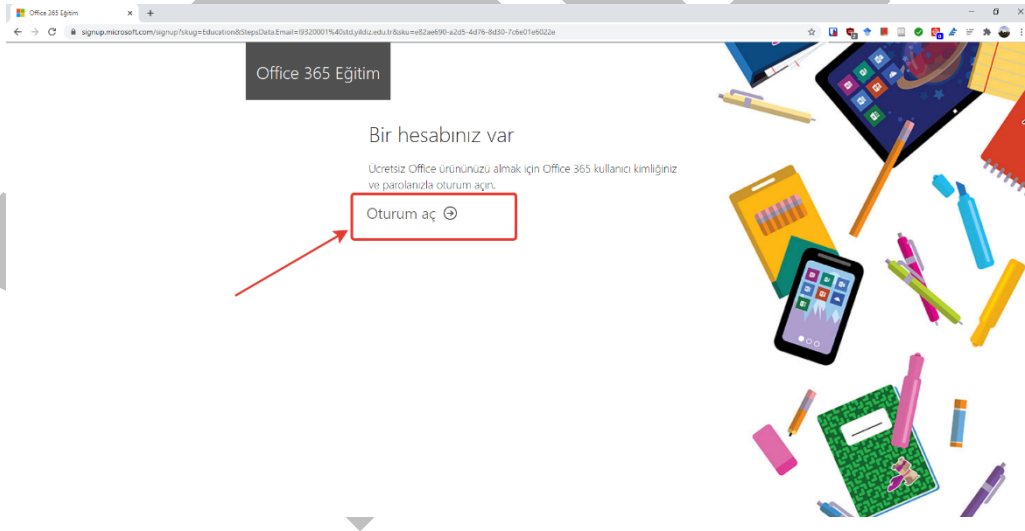 Office 365 Eğitim
signup.microsoft.com/signup?skug=Education&StepsData.Email=l9320001%40std.yildiz.edu.tr&sku=e82ae690-a2d5-4d76-8d30-7c6e01e6022e
Office 365 Eğitim
Bir hesabınız var
Ücretsiz Office ürününüzü almak için Office 365 kullanıcı kimliğiniz
ve parolanızla oturum açın.
Oturum aç